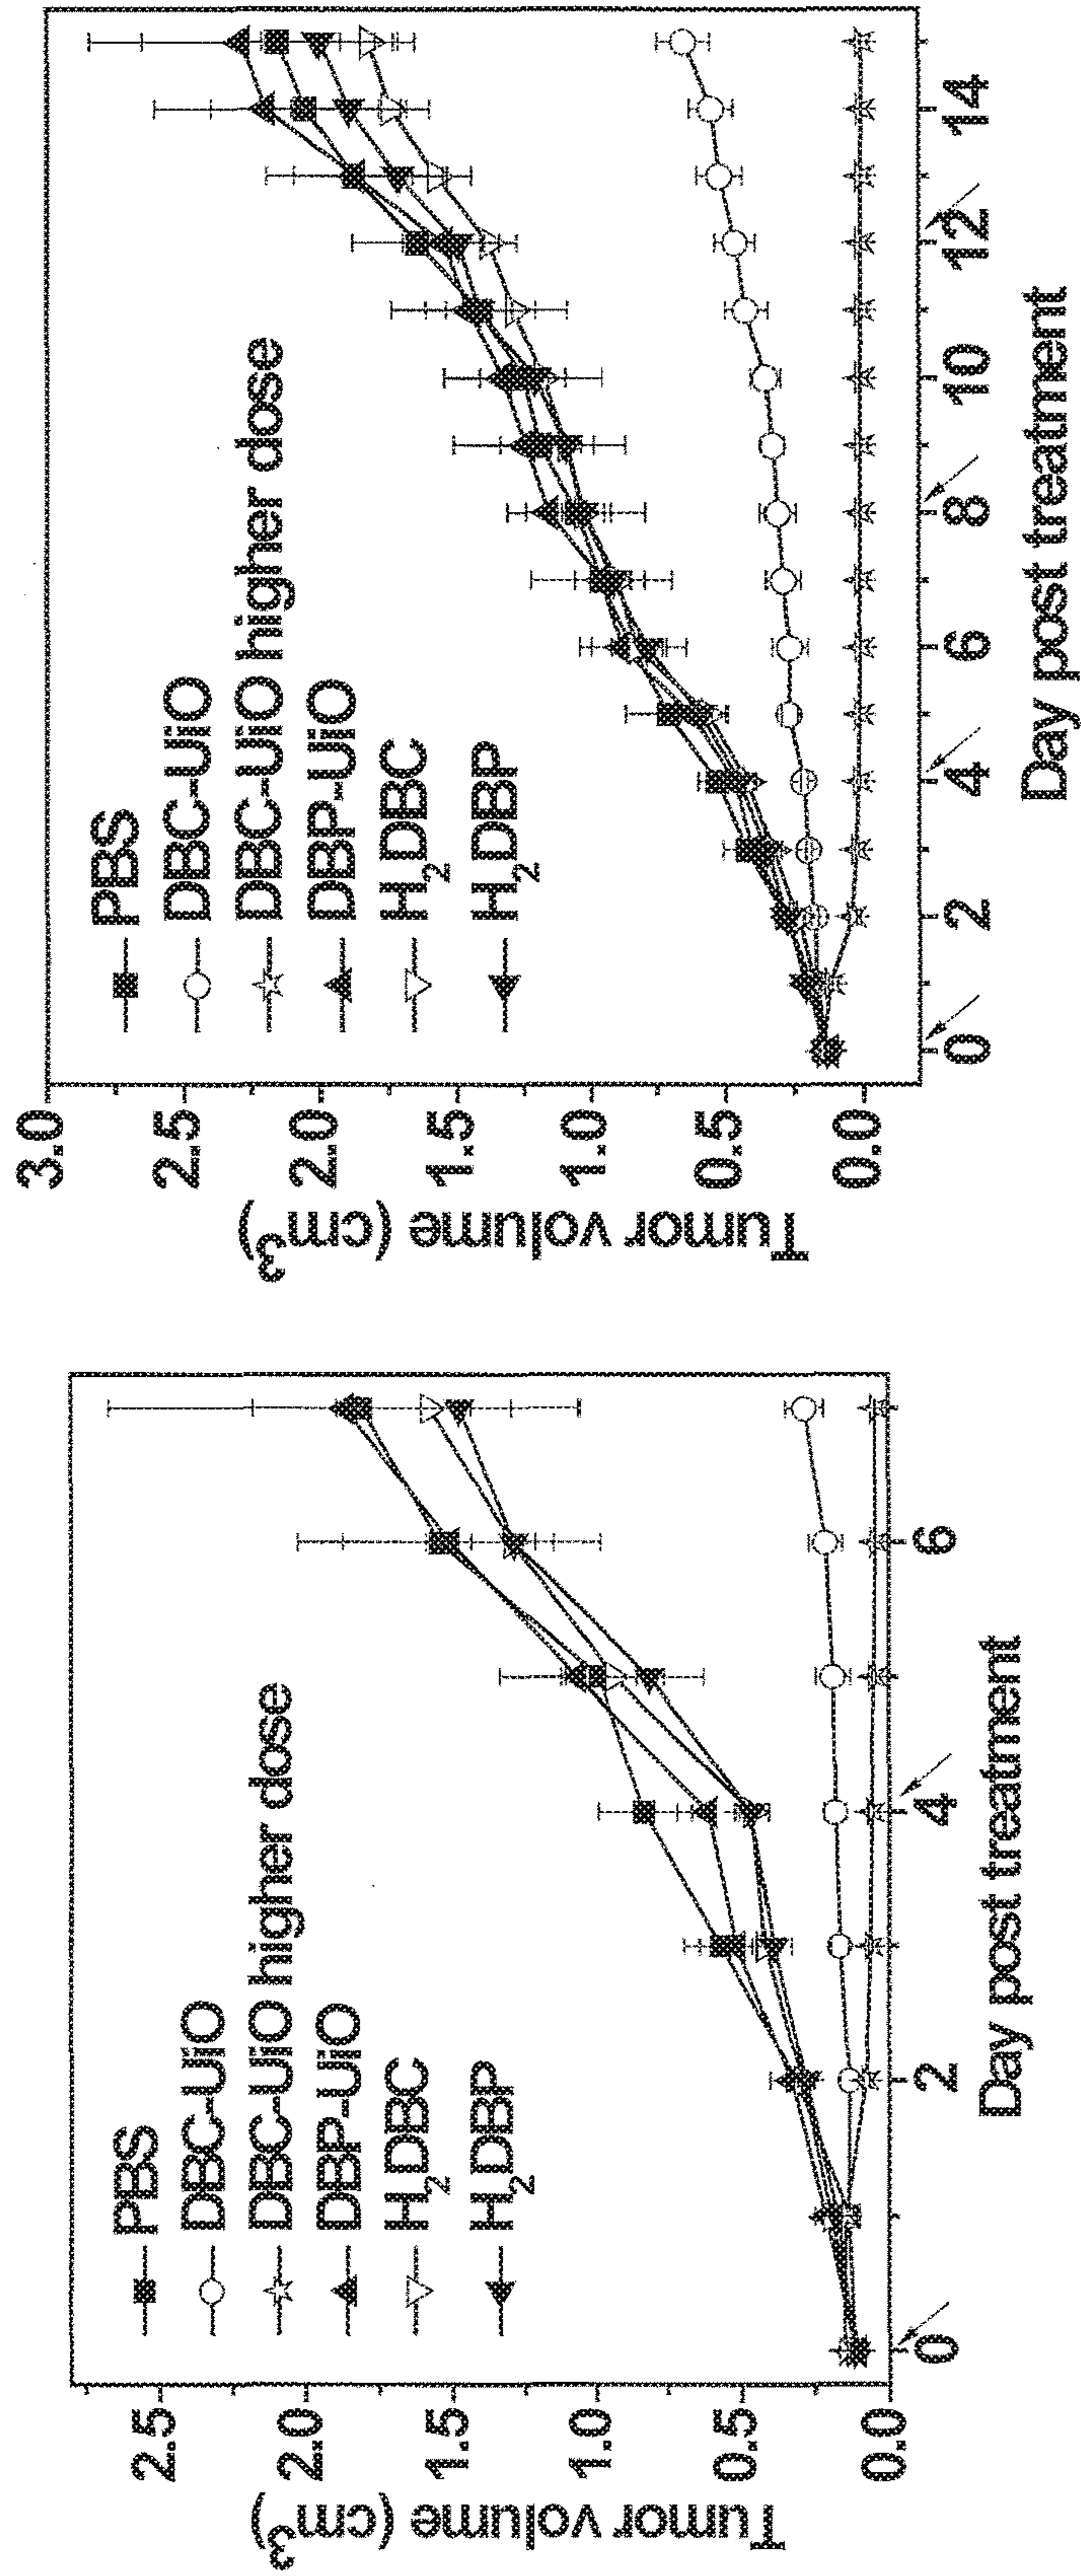 Tumor volume (cm³)
2.5
2.0
1.5
1.0
0.5
0.0
PBS
DBC-UiO
DBC-UiO higher dose
DBP-UiO
H₂DBC
H₂DBP
0
2
4
6
Day post treatment
Tumor volume (cm³)
3.0
2.5
2.0
1.5
1.0
0.5
0.0
PBS
DBC-UiO
DBC-UiO higher dose
DBP-UiO
H₂DBC
H₂DBP
0
2
4
6
8
10
12
14
Day post treatment